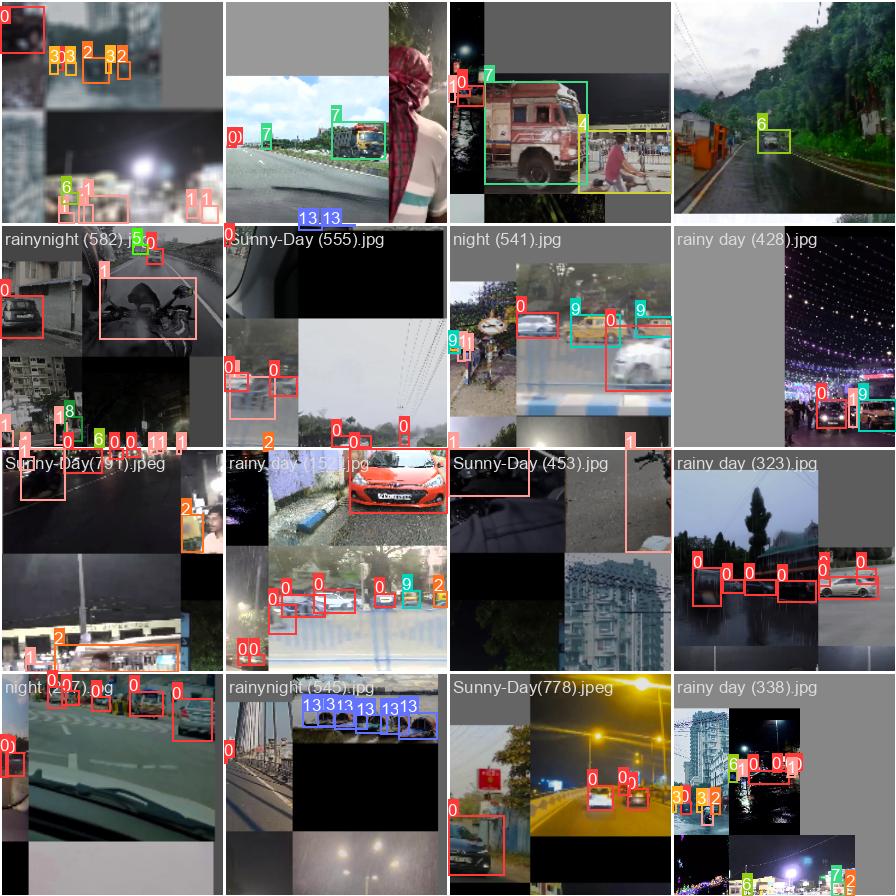 0
3 0 3 2 3 2
6 1
1 1
0
7
7
13 13
1 0
7
4
6
rainynight (582).j
5 0
0
1
1
1
8
0
6
0 0
11
1
Sunny-Day (555).jpg
0
0 0
0 0 0
2
night (541).jpg
0
9
0
9
9 11
1
1
rainy day (428).jpg
0 1 9
Sunny-Day(791).jpeg
1
2
1
2
rainy day (152).jpg
0 0 0 0 9 2
00
Sunny-Day (453).jpg
rainy day (323).jpg
0 0 0 0
0 0
night (207).jpg
0 0 0 0
0
rainynight (545).jpg
0
13 13 13 13 13 13
Sunny-Day(778).jpeg
0
0 0 0
rainy day (338).jpg
6 1 0 0 1 0
3 0 3 2
6
7 2